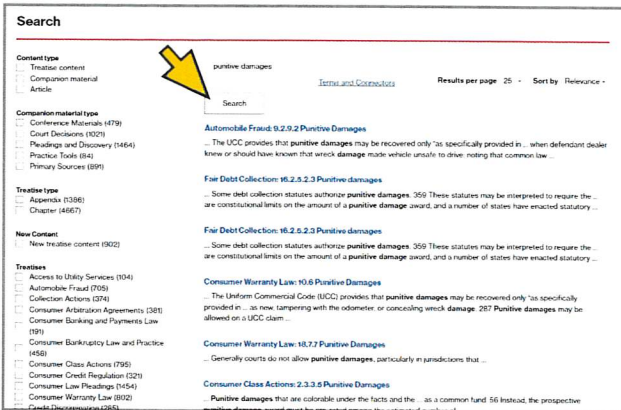 Search
Content type
Treatise content
Companion material
Article
Companion material type
Conference Materials (479)
Court Decisions (1021)
Pleadings and Discovery (1464)
Practice Tools (84)
Primary Sources (891)
Treatise type
Appendix (1386)
Chapter (4667)
New Content
New treatise content (902)
Treatises
Access to Utility Services (104)
Automobile Fraud (705)
Collection Actions (374)
Consumer Arbitration Agreements (381)
Consumer Banking and Payments Law
(191)
Consumer Bankruptcy Law and Practice
(456)
Consumer Class Actions (795)
Consumer Credit Regulation (321)
Consumer Law Pleadings (1454)
Consumer Warranty Law (802)
Credit Discrimination (285)
punitive damages
Terms and Connectors
Results per page 25 - Sort by Relevance -
Search
Automobile Fraud: 9.2.9.2 Punitive Damages
... The UCC provides that punitive damages may be recovered only "as specifically provided in ... when defendant dealer
knew or should have known that wreck damage made vehicle unsafe to drive: noting that common law ...
Fair Debt Collection: 16.2.5.2.3 Punitive damages
... Some debt collection statutes authorize punitive damages. 359 These statutes may be interpreted to require the ...
are constitutional limits on the amount of a punitive damage award, and a number of states have enacted statutory ...
Fair Debt Collection: 16.2.5.2.3 Punitive Damages
... Some debt collection statutes authorize punitive damages. 359 These statutes may be interpreted to require the ...
are constitutional limits on the amount of a punitive damage award, and a number of states have enacted statutory ...
Consumer Warranty Law: 10.6 Punitive Damages
... The Uniform Commercial Code (UCC) provides that punitive damages may be recovered only "as specifically
provided in ... as new, tampering with the odometer, or concealing wreck damage. 287 Punitive damages may be
allowed on a UCC claim ...
Consumer Warranty Law: 18.7.7 Punitive Damages
... Generally courts do not allow punitive damages, particularly in jurisdictions that ...
Consumer Class Actions: 2.3.3.5 Punitive Damages
... Punitive damages that are colorable under the facts and the ... as a common fund. 56 Instead, the prospective
punitive damage award must be